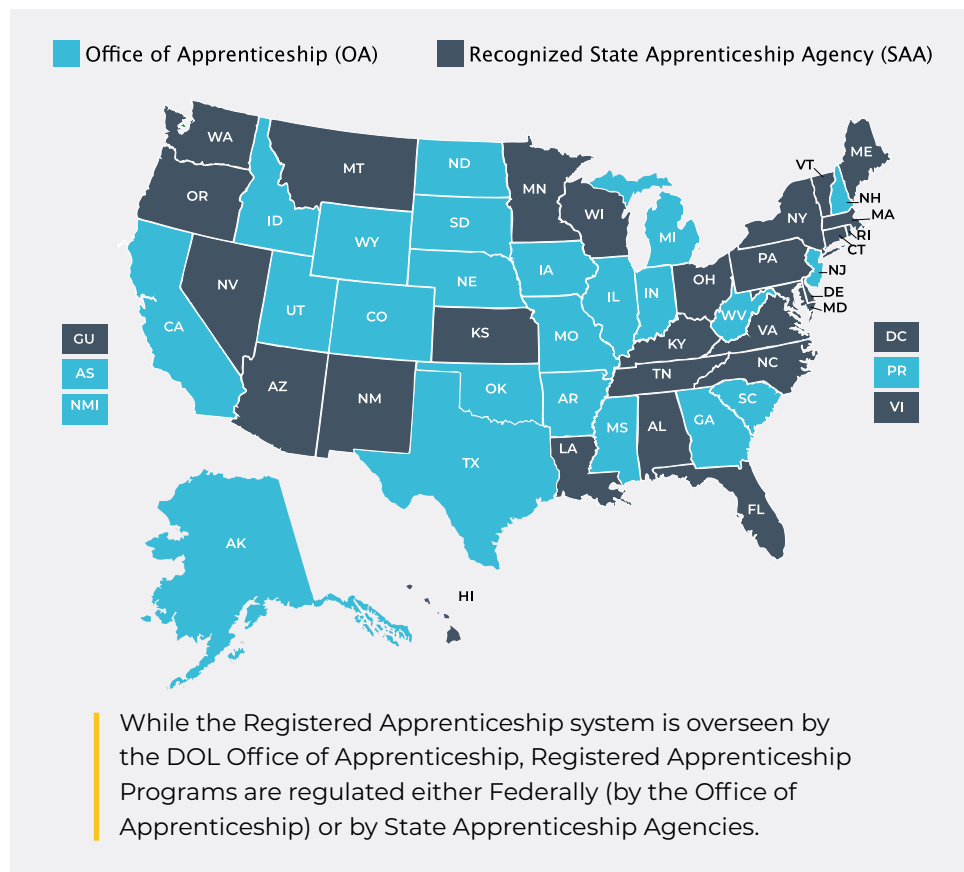 Office of Apprenticeship (OA)
Recognized State Apprenticeship Agency (SAA)
WA
MT
ND
MN
ME
VT
OR
ID
SD
WI
MI
NY
NH
MA
RI
CT
WY
NE
IA
PA
NJ
NV
UT
CO
IL
IN
OH
DE
MD
WV
CA
KS
MO
KY
VA
GU
AS
NMI
AZ
NM
OK
AR
TN
NC
SC
DC
PR
VI
TX
LA
MS
AL
GA
FL
AK
HI
While the Registered Apprenticeship system is overseen by
the DOL Office of Apprenticeship, Registered Apprenticeship
Programs are regulated either Federally (by the Office of
Apprenticeship) or by State Apprenticeship Agencies.